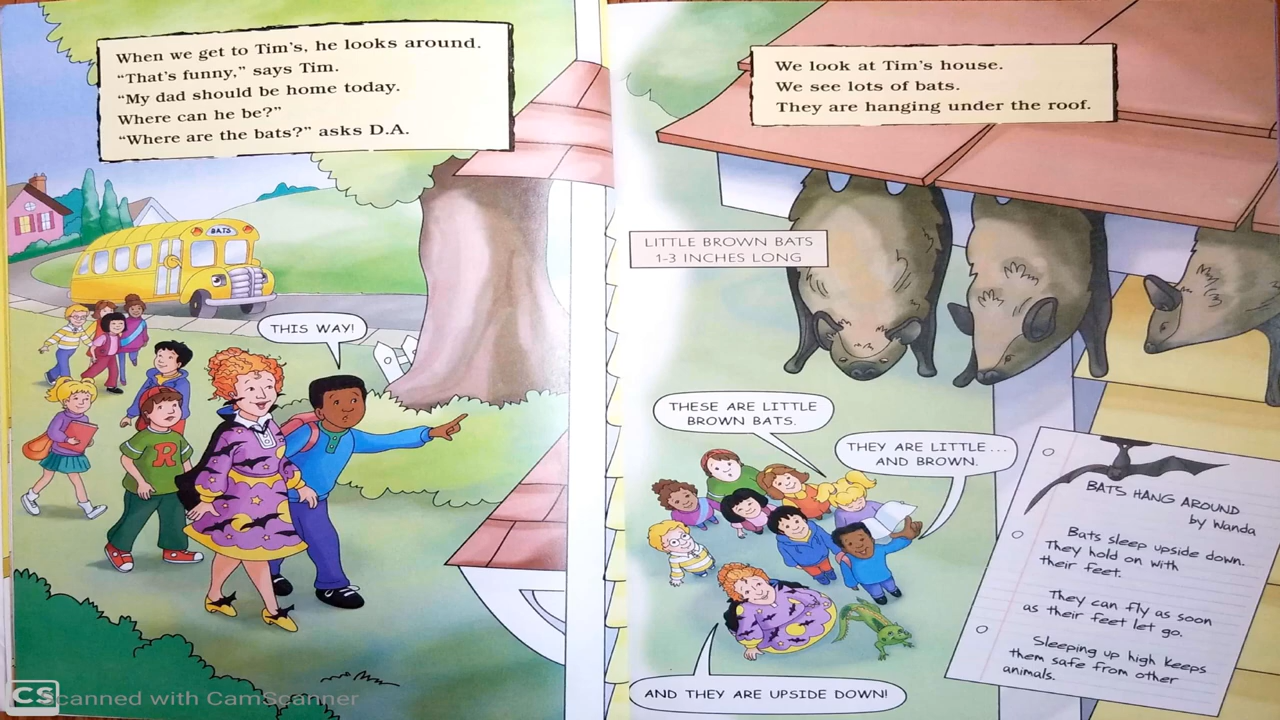 When we get to Tim's, he looks around.
"That's funny," says Tim.
"My dad should be home today.
Where can he be?"
"Where are the bats?" asks D.A.
BATS
THIS WAY!
R
CS Scanned with CamScanner
We look at Tim's house.
We see lots of bats.
They are hanging under the roof.
LITTLE BROWN BATS
1-3 INCHES LONG
THESE ARE LITTLE
BROWN BATS.
THEY ARE LITTLE...
AND BROWN.
AND THEY ARE UPSIDE DOWN!
BATS HANG AROUND
by Wanda
Bats sleep upside down.
They hold on with
their feet.
They can fly as soon
as their feet let go.
Sleeping up high keeps
them safe from other
animals.